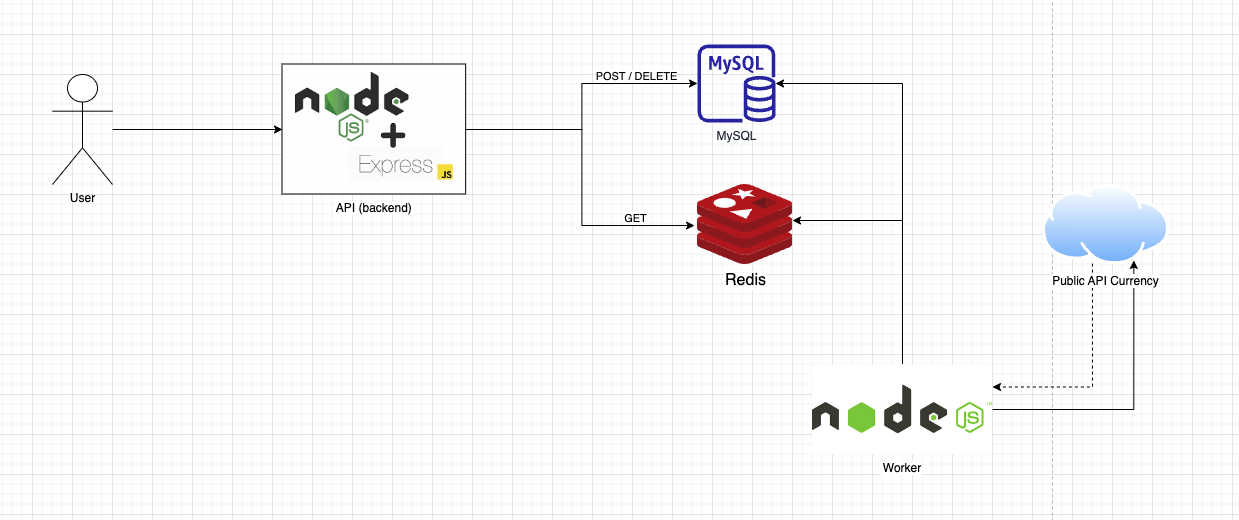 User
node
JS
+
Express
JS
API (backend)
POST / DELETE
GET
MySQL
MySQL
Redis
Public API Currency
node
JS
TM
Worker